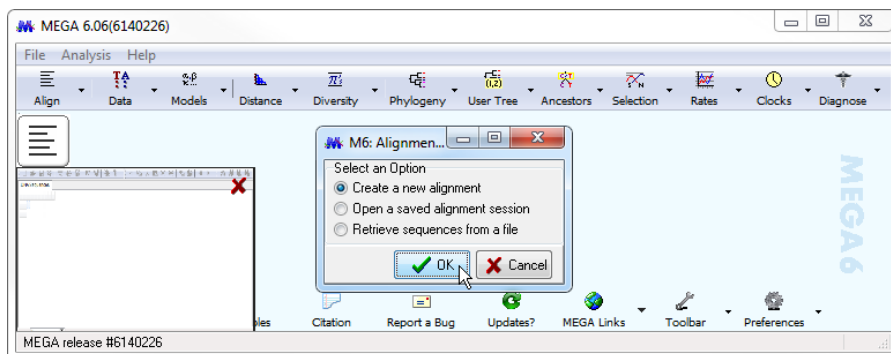 MEGA 6.06(6140226)
File Analysis Help
Align Data Models Distance Diversity Phylogeny User Tree Ancestors Selection Rates Clocks Diagnose
M6: Alignmen...
Select an Option
Create a new alignment
Open a saved alignment session
Retrieve sequences from a file
OK Cancel
MEGA6
Citation Report a Bug Updates? MEGA Links Toolbar Preferences
MEGA release #6140226